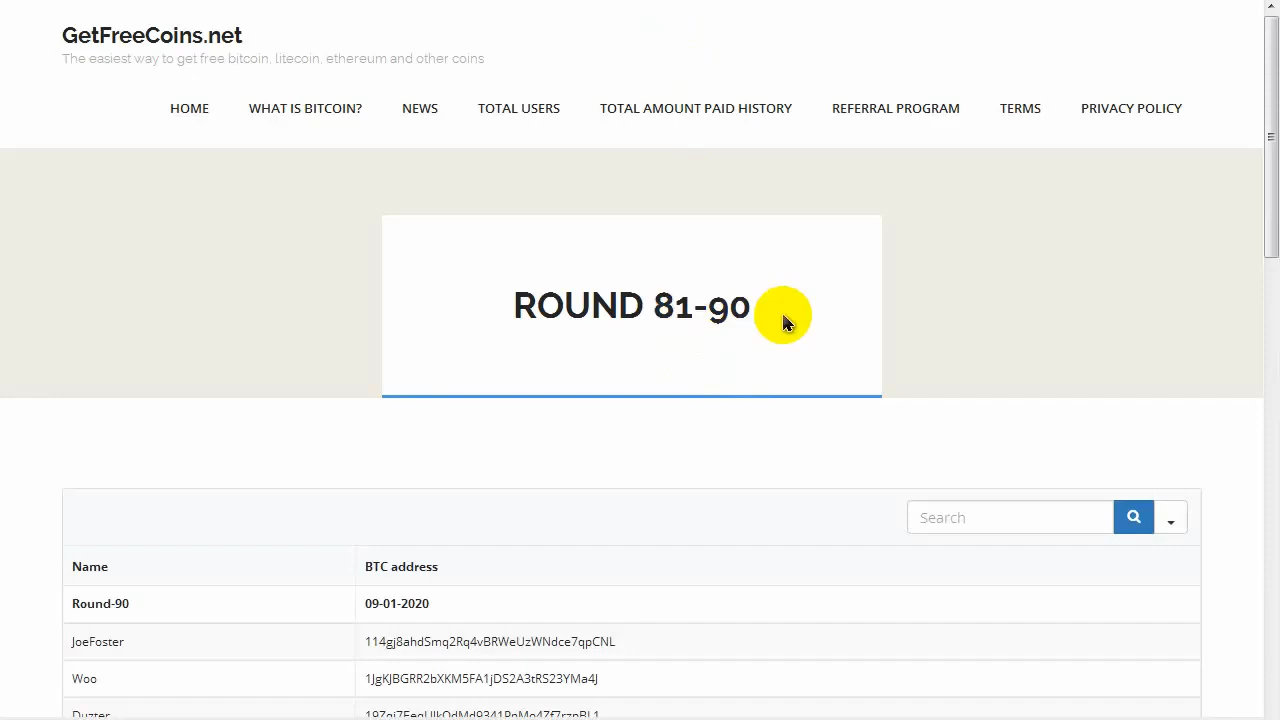 GetFreeCoins.net
The easiest way to get free bitcoin, litecoin, ethereum and other coins
HOME WHAT IS BITCOIN? NEWS TOTAL USERS TOTAL AMOUNT PAID HISTORY REFERRAL PROGRAM TERMS PRIVACY POLICY
ROUND 81-90
Search
Name BTC address
Round-90 09-01-2020
JoeFoster 114gj8ahdSmq2Rq4vBRWeUzWNdce7qpCNL
Woo 1JgKJBGRR2bXKM5FA1jDS2A3tRS23YMa4J
Duzter